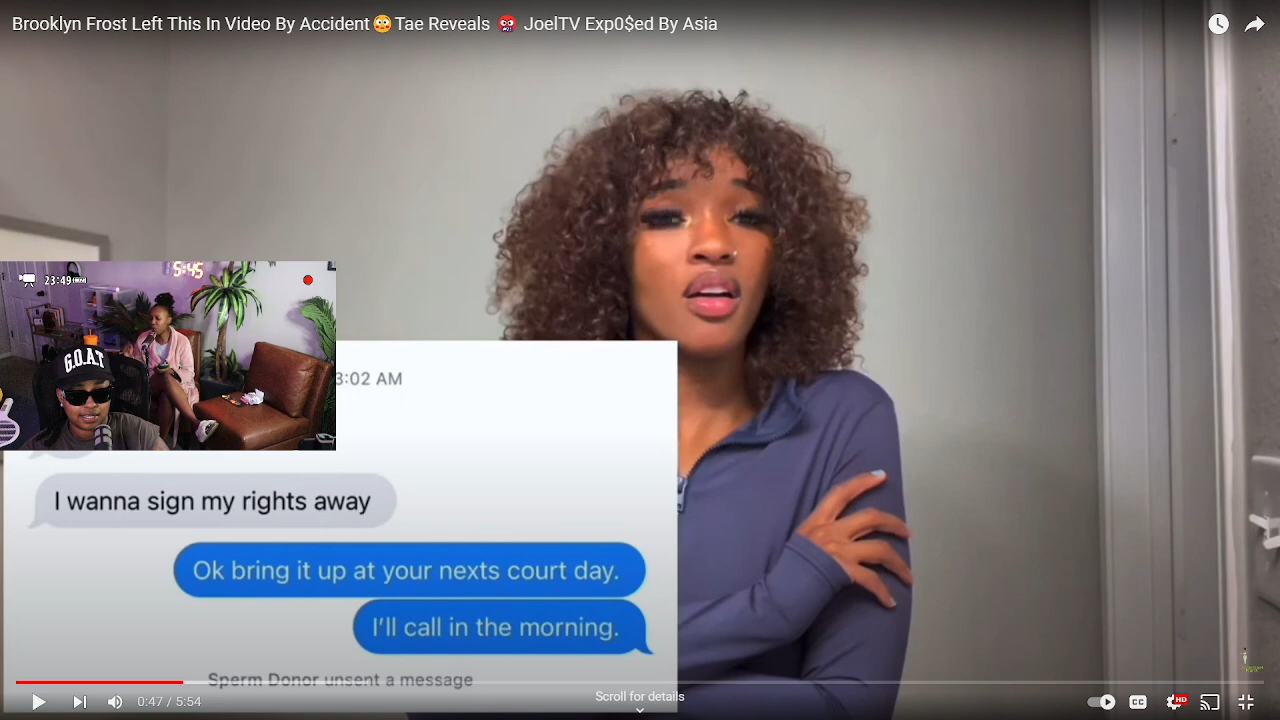 Brooklyn Frost Left This In Video By Accident😳Tae Reveals 🤬 JoelTV Exp0$ed By Asia
23:49
5:45
G.O.A.T
3:02 AM
I wanna sign my rights away
Ok bring it up at your nexts court day.
I'll call in the morning.
Sperm Donor unsent a message
Scroll for details
0:47 / 5:54
CC
HD